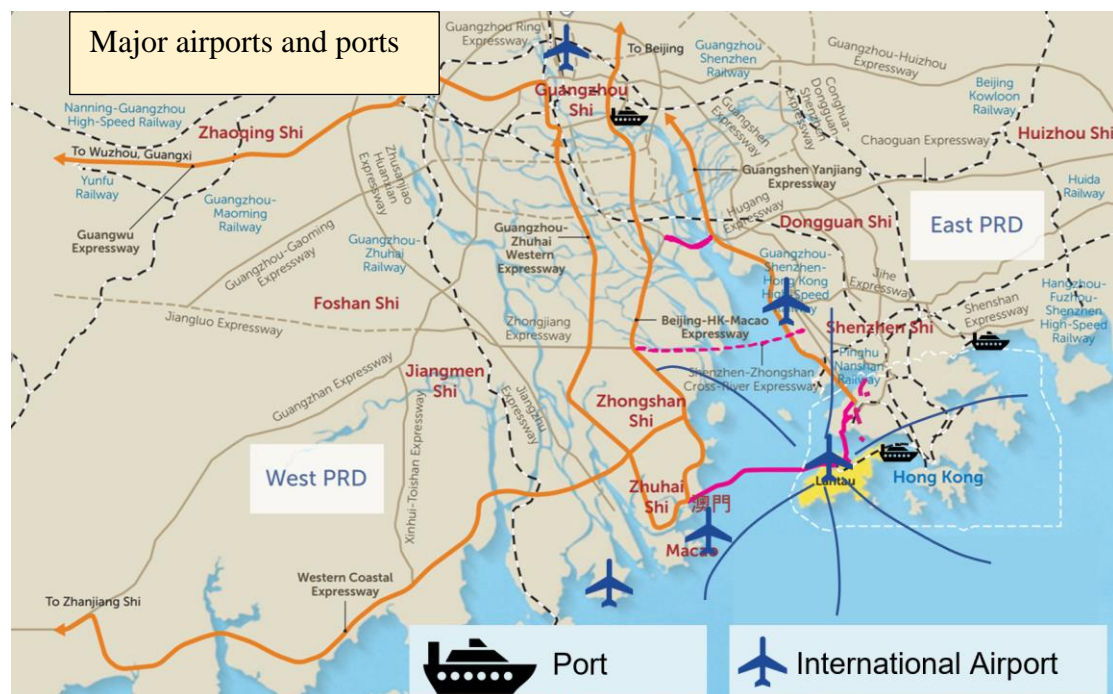 Major airports and ports
Guangzhou Ring
Expressway
To Beijing
Guangzhou
Shenzhen
Railway
Guangzhou-Huizhou
Expressway
Nanning-Guangzhou
High-Speed Railway
Zhaoqing Shi
Guangzhou
Shi
Guangshen
Expressway
Conghua-
Dongguan-
Shenzhen
Expressway
Beijing
Kowloon
Railway
Huizhou Shi
To Wuzhou, Guangxi
Yunfu
Railway
Zhusanjiao
Huanxian
Expressway
Chaoguan Expressway
Guangshen Yanjiang
Expressway
Huida
Railway
Guangzhou-
Maoming
Railway
Guangwu
Expressway
Hugang
Expressway
Dongguan Shi
East PRD
Guangzhou-Gaoming
Expressway
Guangzhou-
Zhuhai
Railway
Guangzhou-
Zhuhai
Western
Expressway
Guangzhou-
Shenzhen-
Hong Kong
High-Speed
Railway
Jihe
Expressway
Hangzhou-
Fuzhou-
Shenzhen
High-Speed
Railway
Foshan Shi
Jiangluo Expressway
Zhongjiang
Expressway
Beijing-HK-Macao
Expressway
Shenzhen Shi
Shenshan
Expressway
Pinghu
Nanshan
Railway
Shenzhen-Zhongshan
Cross-River Expressway
Guangzhan Expressway
Jiangmen
Shi
Jiangzhu
Expressway
Zhongshan
Shi
West PRD
Xinhui-Toishan Expressway
Zhuhai
Shi
澳門
Macao
Lantau
Hong Kong
Western Coastal
Expressway
To Zhanjiang Shi
Port
International Airport